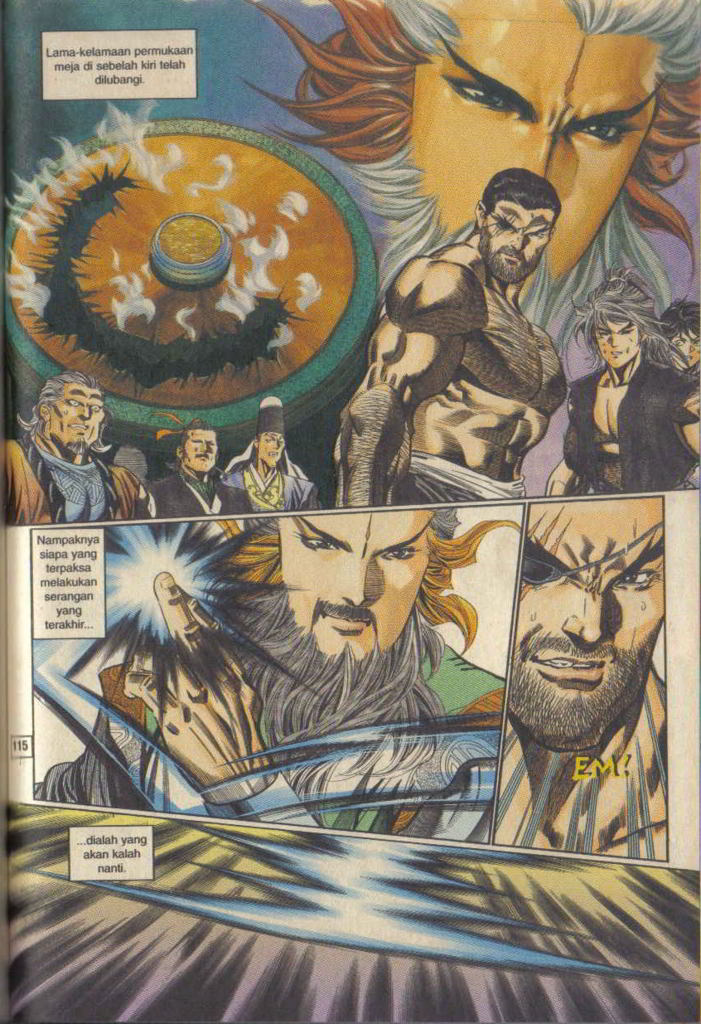 Lama-kelamaan permukaan
meja di sebelah kiri telah
dilubangi.
Nampaknya
siapa yang
terpaksa
melakukan
serangan
yang
terakhir...
EM!
115
...dialah yang
akan kalah
nanti.